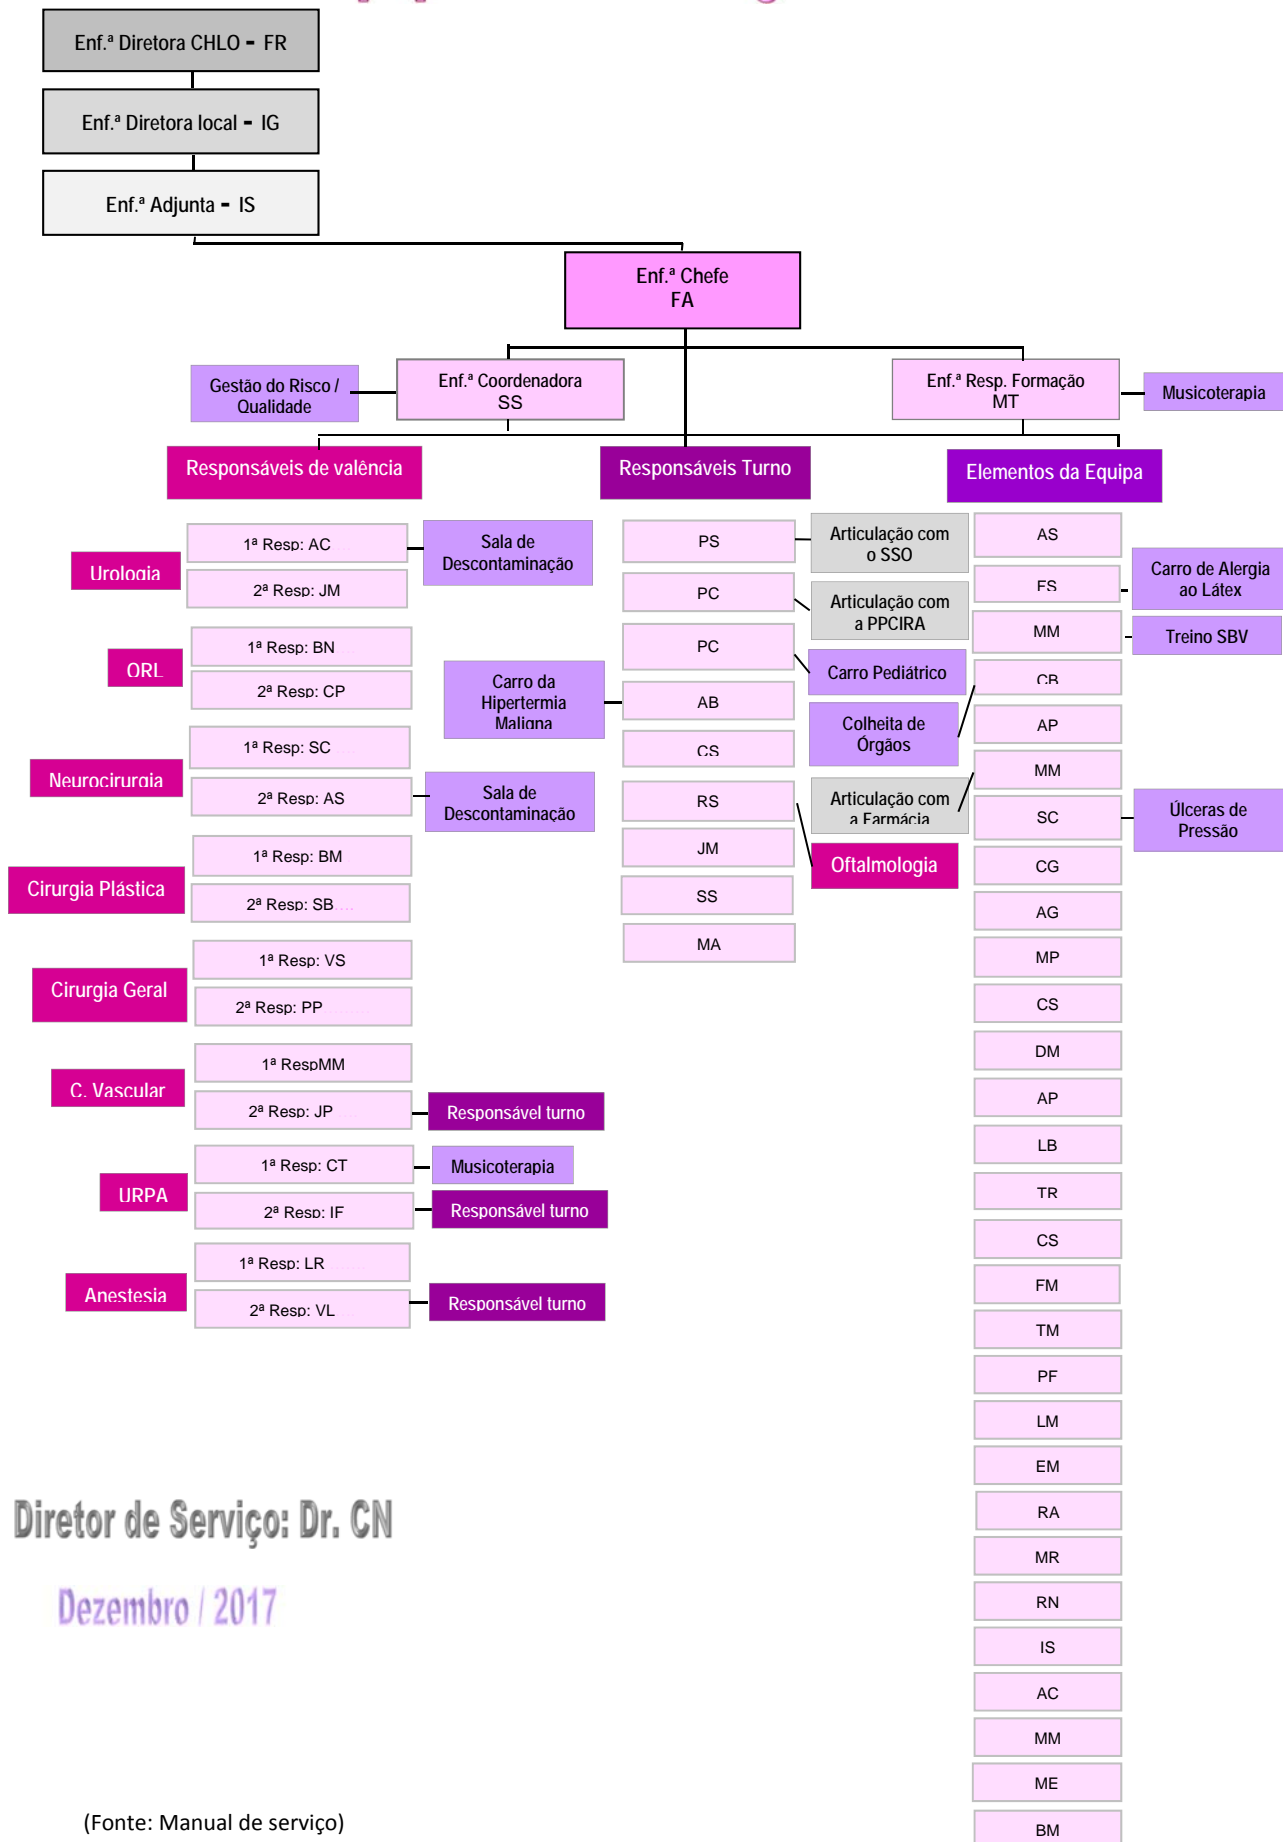 Enf.ª Diretora CHLO - FR
Enf.ª Diretora local - IG
Enf.ª Adjunta - IS
Enf.ª Chefe
FA
Gestão do Risco /
Qualidade
Enf.ª Coordenadora
SS
Enf.ª Resp. Formação
MT
Musicoterapia
Responsáveis de valência
Responsáveis Turno
Elementos da Equipa
Urologia
1ª Resp: AC
Sala de
Descontaminação
2ª Resp: JM
ORL
1ª Resp: BN
2ª Resp: CP
Neurocirurgia
1ª Resp: SC
2ª Resp: AS
Sala de
Descontaminação
Cirurgia Plástica
1ª Resp: BM
2ª Resp: SB....
Cirurgia Geral
1ª Resp: VS
2ª Resp: PP
C. Vascular
1ª RespMM
2ª Resp: JP
Responsável turno
URPA
1ª Resp: CT
Musicoterapia
2ª Resp: IF
Responsável turno
Anestesia
1ª Resp: LR
2ª Resp: VL
Responsável turno
PS
Articulação com
o SSO
PC
Articulação com
a PPCIRA
PC
Carro Pediátrico
Carro da
Hipertermia
Maligna
AB
CS
RS
Oftalmologia
JM
SS
MA
AS
FS
Carro de Alergia
ao Látex
MM
Treino SBV
Colheita de
Órgãos
CB
AP
Articulação com
a Farmácia
MM
SC
Úlceras de
Pressão
CG
AG
MP
CS
DM
AP
LB
TR
CS
FM
TM
PF
LM
EM
RA
MR
RN
IS
AC
MM
ME
BM
Diretor de Serviço: Dr. CN
Dezembro / 2017
(Fonte: Manual de serviço)